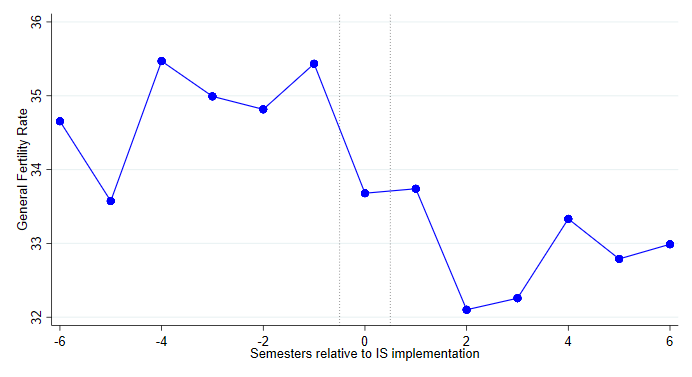 General Fertility Rate
36
35
34
33
32
-6 -4 -2 0 2 4 6
Semesters relative to IS implementation